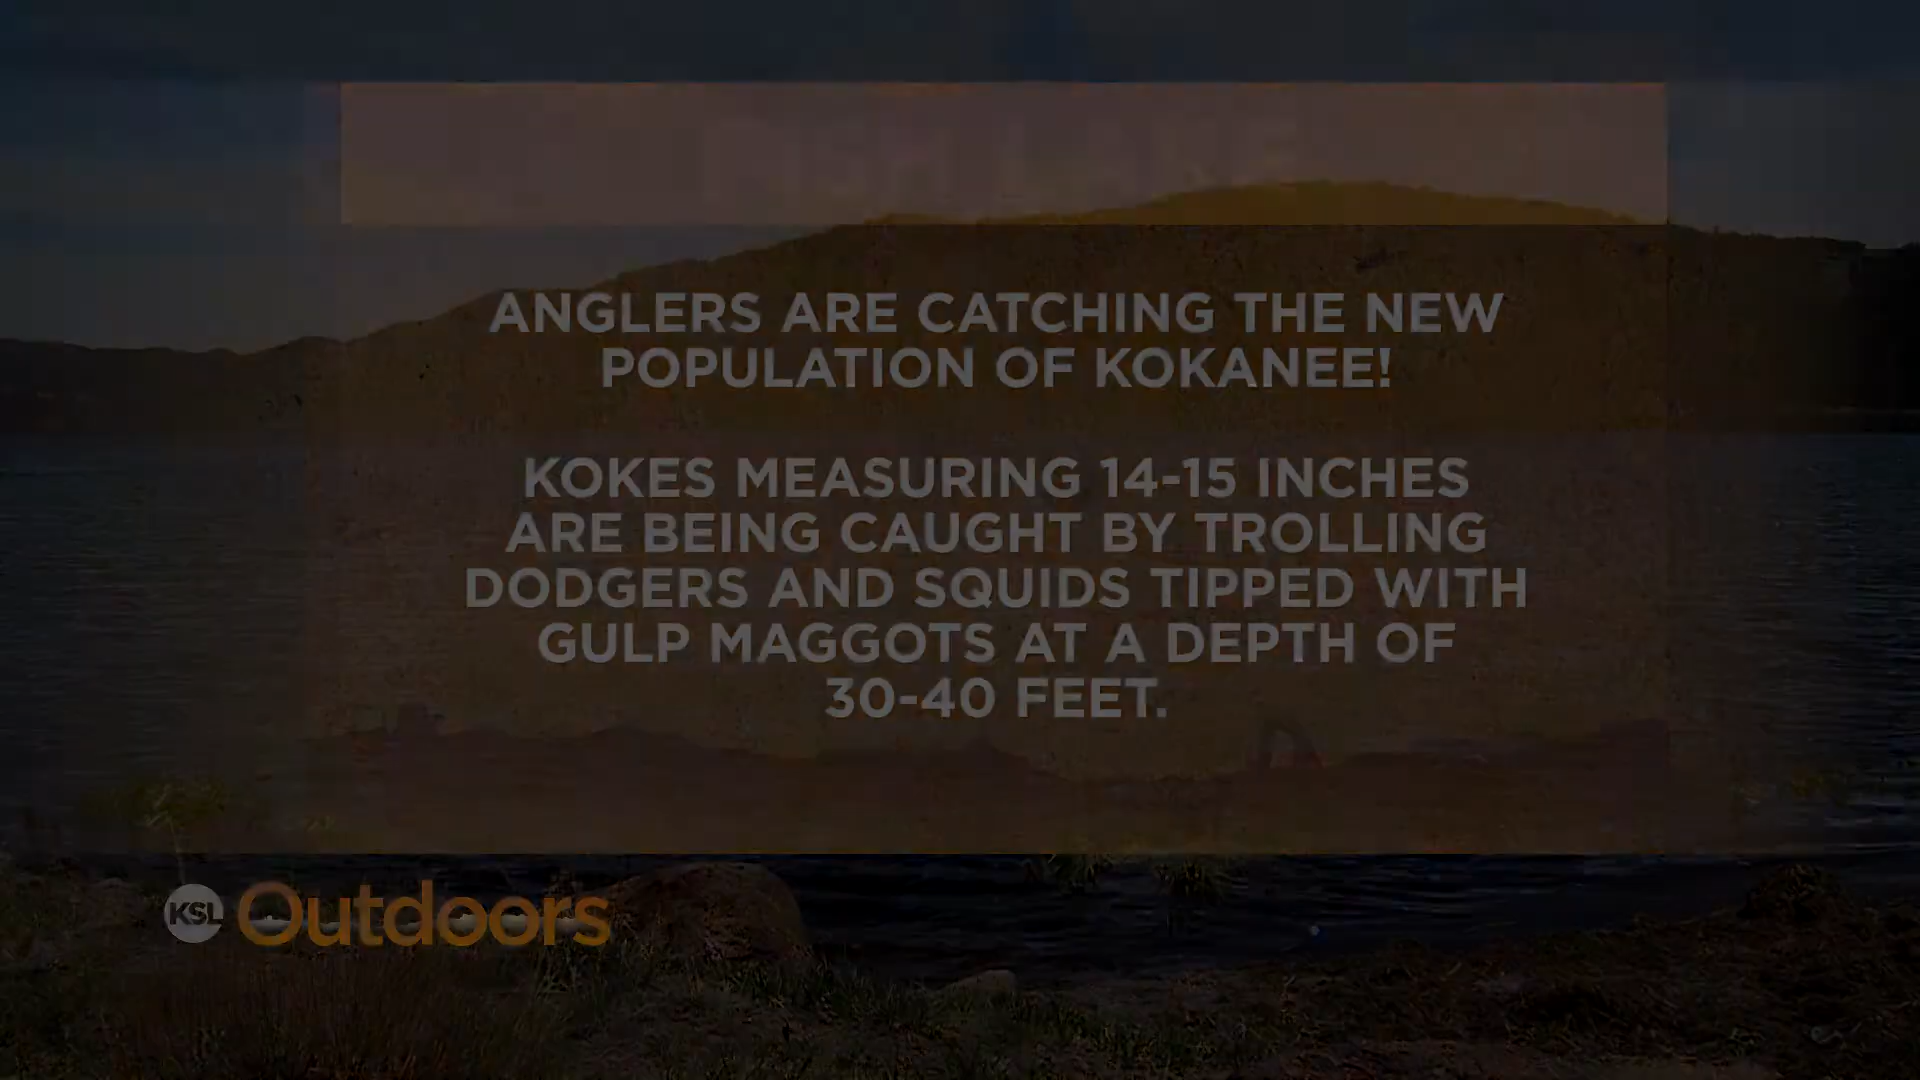 ANGLERS ARE CATCHING THE NEW
POPULATION OF KOKANEE!
KOKES MEASURING 14-15 INCHES
ARE BEING CAUGHT BY TROLLING
DODGERS AND SQUIDS TIPPED WITH
GULP MAGGOTS AT A DEPTH OF
30-40 FEET.
KSL Outdoors